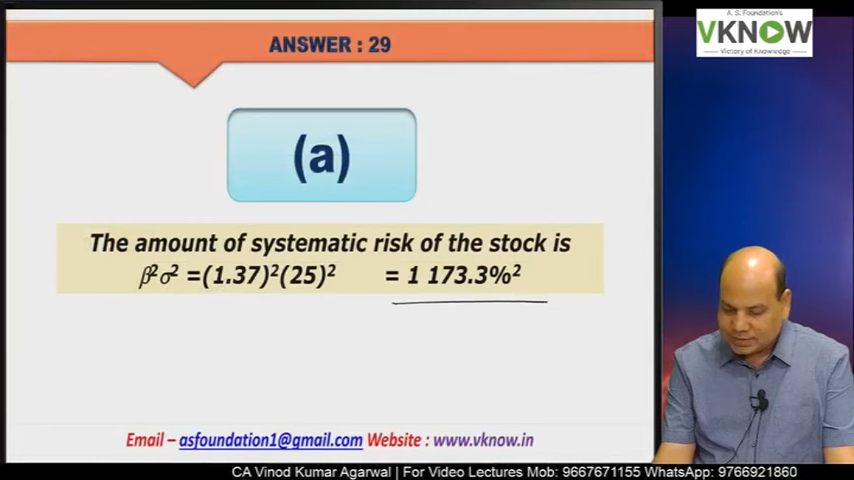 ANSWER : 29
A. S. Foundation's
VKNOW
Victory of Knowledge
(a)
The amount of systematic risk of the stock is
β²σ² =(1.37)²(25)² = 1 173.3%²
Email – asfoundation1@gmail.com Website : www.vknow.in
CA Vinod Kumar Agarwal | For Video Lectures Mob: 9667671155 WhatsApp: 9766921860